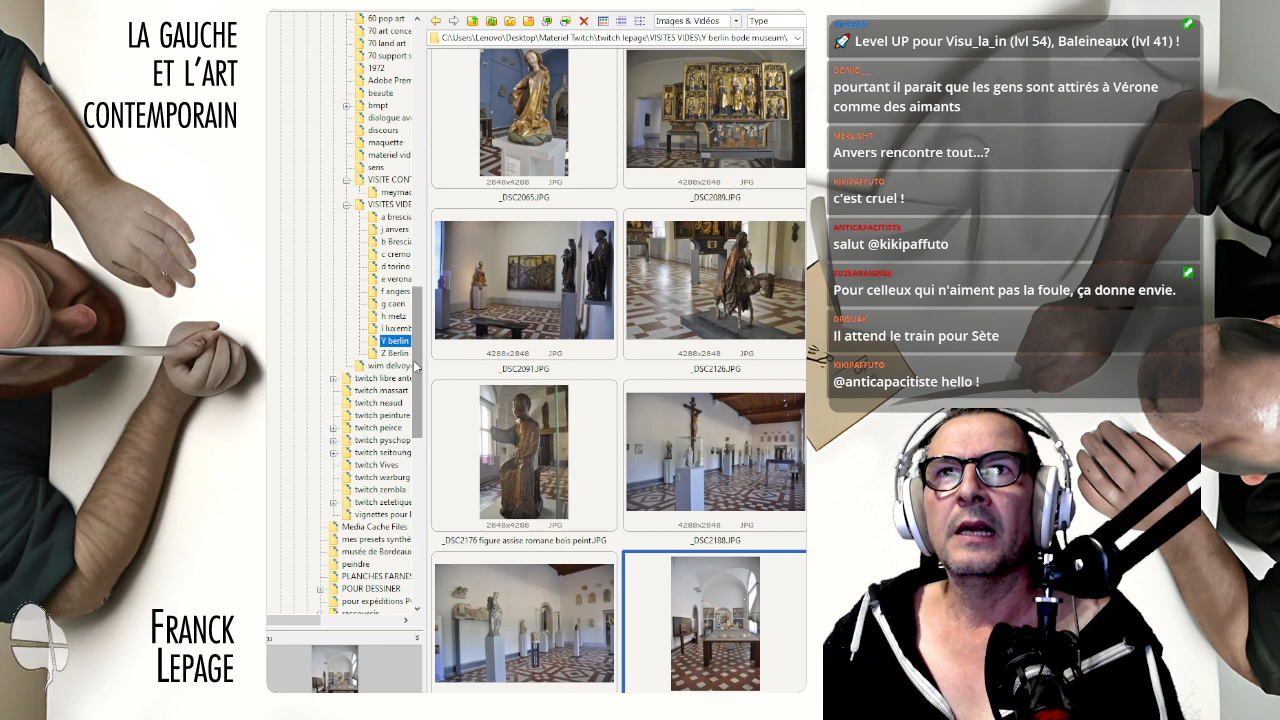 LA GAUCHE
ET L'ART
CONTEMPORAIN
FRANCK
LEPAGE
60 pop art
70 art conce
70 land art
70 support s
1972
Adobe Prem
beaute
bmpt
dialogue av
discours
maquette
materiel vid
sens
VISITE CON
meymac
VISITES VIDE
a brescia
j anvers
b Brescia
c cremo
d torino
e verona
f angers
g caen
h metz
i luxemb
Y berlin
Z Berlin
wim delvoy
twitch libre ante
twitch massart
twitch neaud
twitch peinture
twitch peirce
twitch pyschop
twitch seitoung
twitch Vives
twitch warburg
twitch zembla
twitch zetetique
vignettes pour l
Media Cache Files
mes presets synthè
musée de Bordeau
peindre
PLANCHES FARNES
POUR DESSINER
pour expéditions P
Images & Vidéos
Type
C:\Users\Lenovo\Desktop\Materiel Twitch\twitch lepage\VISITES VIDES\Y berlin bode museum\
2848x4288 JPG
_DSC2065.JPG
4288x2848 JPG
_DSC2089.JPG
4288x2848 JPG
_DSC2091.JPG
4288x2848 JPG
_DSC2126.JPG
2848x4288 JPG
_DSC2176 figure assise romane bois peint.JPG
4288x2848 JPG
_DSC2188.JPG
Level UP pour Visu_la_in (lvl 54), Baleineaux (lvl 41) !
DONIO__
pourtant il parait que les gens sont attirés à Vérone
comme des aimants
MERLICHT
Anvers rencontre tout...?
KIKIPAFFUTO
c'est cruel !
ANTICAPACITISTE
salut @kikipaffuto
SUZEARAIGNEE
Pour celleux qui n'aiment pas la foule, ça donne envie.
DROUAK
Il attend le train pour Sète
KIKIPAFFUTO
@anticapacitiste hello !